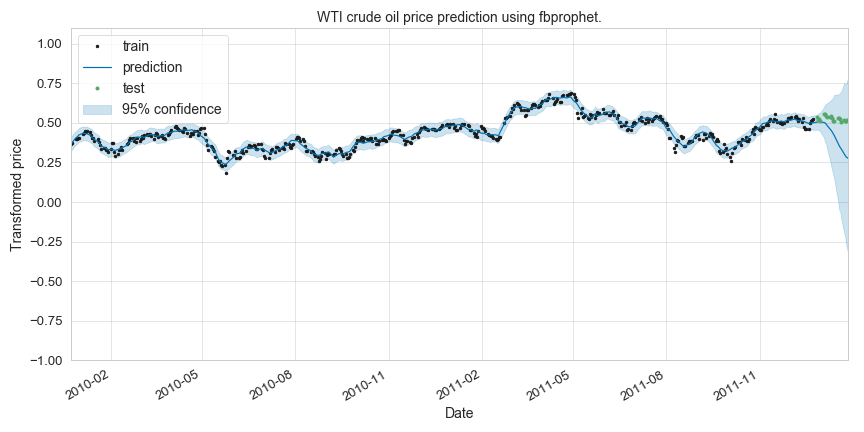 WTI crude oil price prediction using fbprophet.
train
prediction
test
95% confidence
1.00
0.75
0.50
0.25
0.00
−0.25
−0.50
−0.75
−1.00
Transformed price
2010-02
2010-05
2010-08
2010-11
2011-02
2011-05
2011-08
2011-11
Date